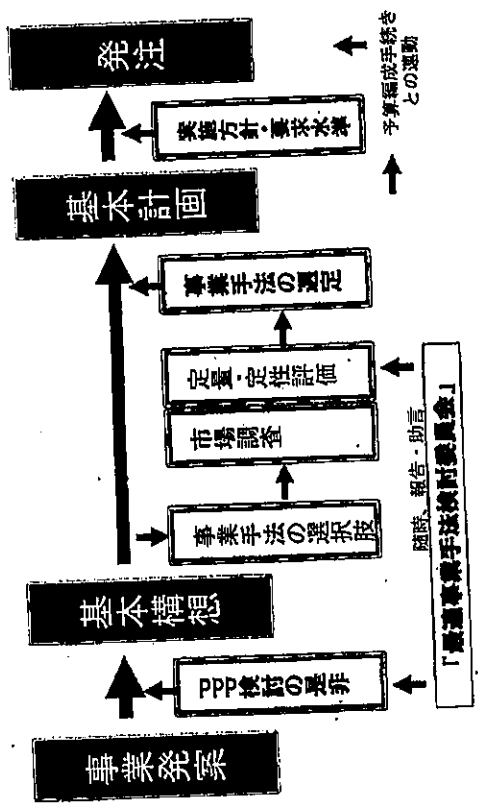 事業発案
PPP検討の是非
基本構想
事業手法の選択肢
市場調査
定量・定性評価
事業手法の選定
基本計画
実施方針・要求水準
発注
予算編成手続き
との連動
随時、報告・助言
「最適事業手法検討委員会」